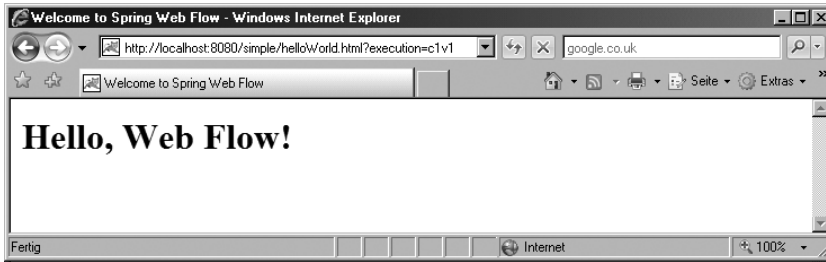 Welcome to Spring Web Flow - Windows Internet Explorer
http://localhost:8080/simple/helloWorld.html?execution=c1v1
google.co.uk
Welcome to Spring Web Flow
Seite
Extras
»
Hello, Web Flow!
Fertig
Internet
100%